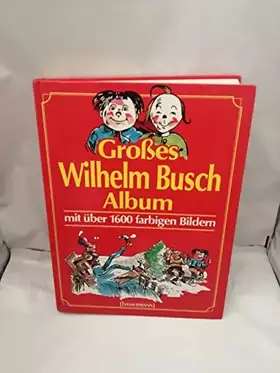 Großes
Wilhelm Busch
Album
mit über 1600 farbigen Bildern
BASSERMANN